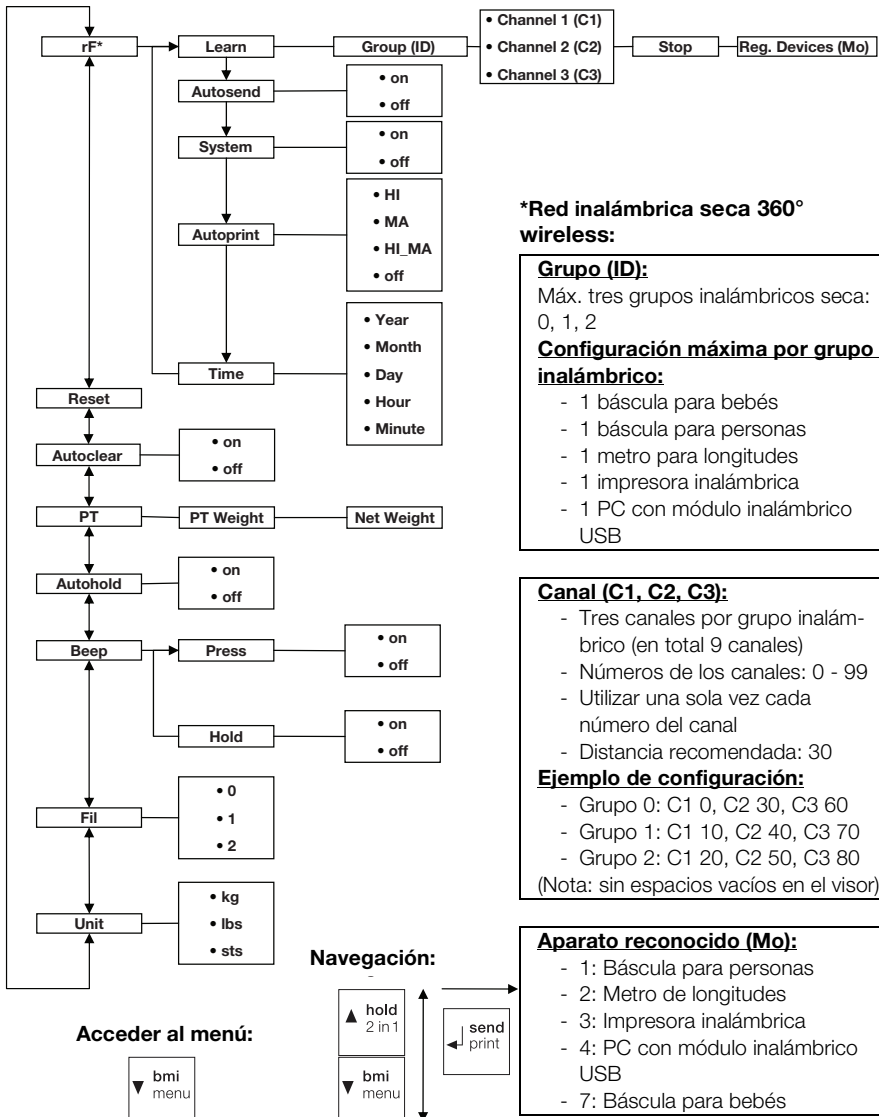 rF*
Learn
Group (ID)
• Channel 1 (C1)
• Channel 2 (C2)
• Channel 3 (C3)
Stop
Reg. Devices (Mo)
Autosend
• on
• off
System
• on
• off
Autoprint
• HI
• MA
• HI_MA
• off
Time
• Year
• Month
• Day
• Hour
• Minute
Reset
Autoclear
• on
• off
PT
PT Weight
Net Weight
Autohold
• on
• off
Beep
Press
• on
• off
Hold
• on
• off
Fil
• 0
• 1
• 2
Unit
• kg
• lbs
• sts
Acceder al menú:
bmi
menu
Navegación:
hold
2 in 1
bmi
menu
send
print
*Red inalámbrica seca 360°
wireless:
Grupo (ID):
Máx. tres grupos inalámbricos seca:
0, 1, 2
Configuración máxima por grupo
inalámbrico:
- 1 báscula para bebés
- 1 báscula para personas
- 1 metro para longitudes
- 1 impresora inalámbrica
- 1 PC con módulo inalámbrico
USB
Canal (C1, C2, C3):
- Tres canales por grupo inalám-
brico (en total 9 canales)
- Números de los canales: 0 - 99
- Utilizar una sola vez cada
número del canal
- Distancia recomendada: 30
Ejemplo de configuración:
- Grupo 0: C1 0, C2 30, C3 60
- Grupo 1: C1 10, C2 40, C3 70
- Grupo 2: C1 20, C2 50, C3 80
(Nota: sin espacios vacíos en el visor)
Aparato reconocido (Mo):
- 1: Báscula para personas
- 2: Metro de longitudes
- 3: Impresora inalámbrica
- 4: PC con módulo inalámbrico
USB
- 7: Báscula para bebés